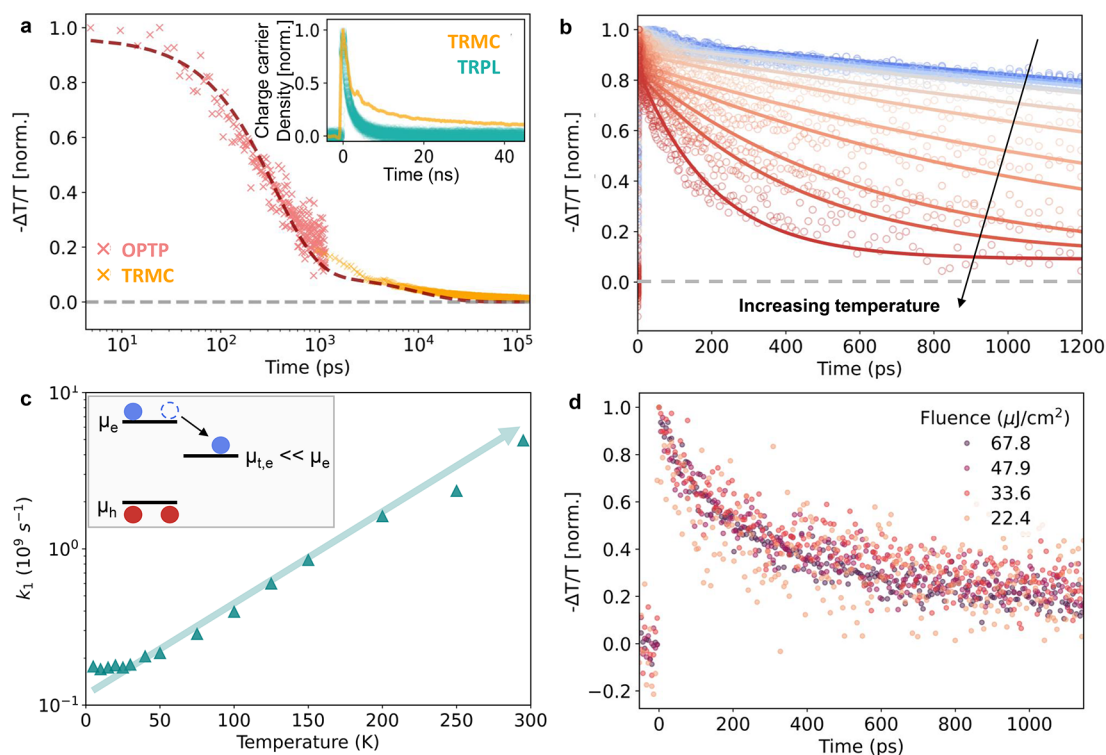 a
-ΔT/T [norm.]
1.0
0.8
0.6
0.4
0.2
0.0
10¹ 10² 10³ 10⁴ 10⁵
Time (ps)
× OPTP
× TRMC
Charge carrier
Density [norm.]
1.0
0.5
0.0
0 20 40
Time (ns)
TRMC
TRPL
b
-ΔT/T [norm.]
1.0
0.8
0.6
0.4
0.2
0.0
Increasing temperature
0 200 400 600 800 1000 1200
Time (ps)
c
k₁ (10⁹ s⁻¹)
10¹
10⁰
10⁻¹
μₑ
μt,e << μₑ
μₕ
0 50 100 150 200 250 300
Temperature (K)
d
-ΔT/T [norm.]
1.0
0.8
0.6
0.4
0.2
0.0
−0.2
Fluence (μJ/cm²)
67.8
47.9
33.6
22.4
0 200 400 600 800 1000
Time (ps)